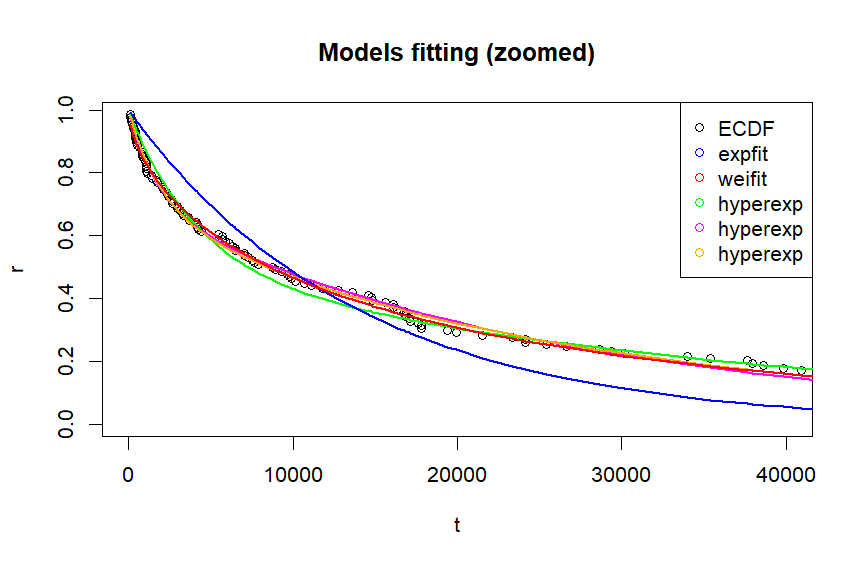 Models fitting (zoomed)
r
1.0
0.8
0.6
0.4
0.2
0.0
ECDF
expfit
weifit
hyperexp
hyperexp
hyperexp
0 10000 20000 30000 40000
t